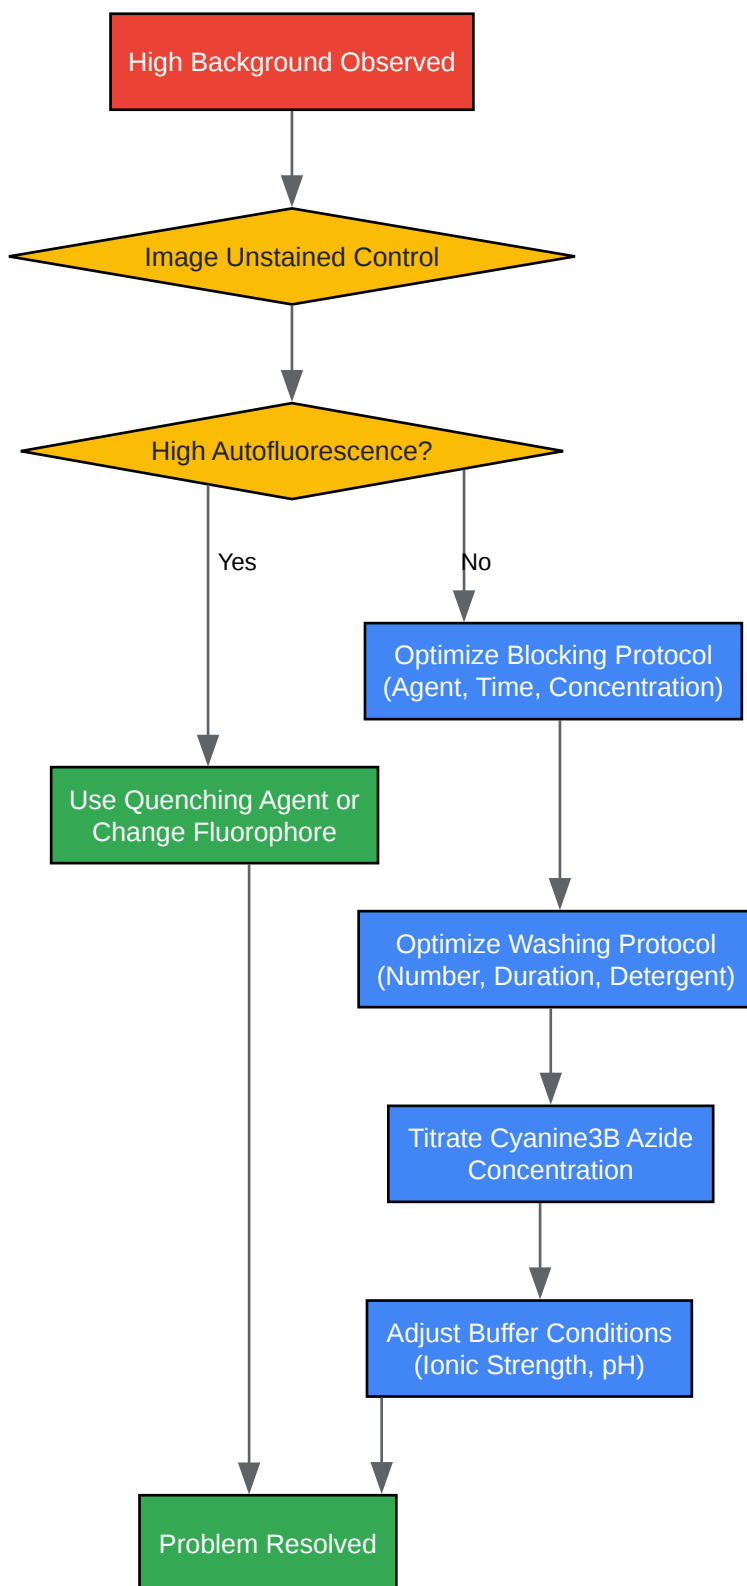 High Background Observed
Image Unstained Control
High Autofluorescence?
Yes
No
Optimize Blocking Protocol
(Agent, Time, Concentration)
Use Quenching Agent or
Change Fluorophore
Optimize Washing Protocol
(Number, Duration, Detergent)
Titrate Cyanine3B Azide
Concentration
Adjust Buffer Conditions
(Ionic Strength, pH)
Problem Resolved